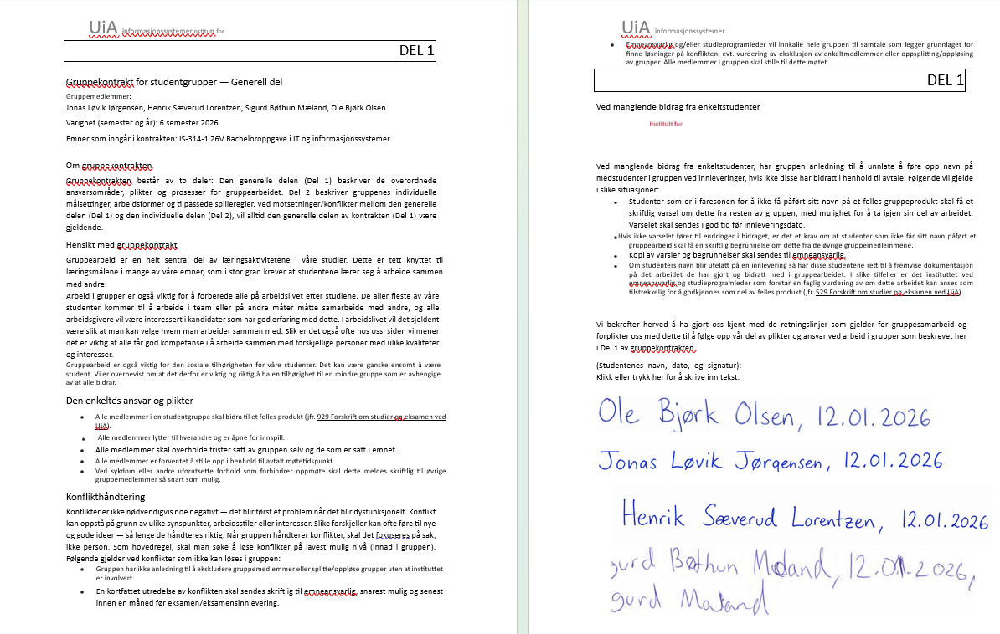 UiA informasjonssystemerInstitutt for
DEL 1
Gruppekontrakt for studentgrupper — Generell del
Gruppemedlemmer:
Jonas Løvik Jørgensen, Henrik Sæverud Lorentzen, Sigurd Bøthun Mæland, Ole Bjørk Olsen
Varighet (semester og år): 6 semester 2026
Emner som inngår i kontrakten: IS-314-1 26V Bacheloroppgave i IT og informasjonssystemer
Om gruppekontrakten
Gruppekontrakten består av to deler: Den generelle delen (Del 1) beskriver de overordnede
ansvarsområder, plikter og prosesser for gruppearbeidet. Del 2 beskriver gruppenes individuelle
målsettinger, arbeidsformer og tilpassede spilleregler. Ved motsetninger/konflikter mellom den generelle
delen (Del 1) og den individuelle delen (Del 2), vil alltid den generelle delen av kontrakten (Del 1) være
gjeldende.
Hensikt med gruppekontrakt
Gruppearbeid er en helt sentral del av læringsaktivitetene i våre studier. Dette er tett knyttet til
læringsmålene i mange av våre emner, som i stor grad krever at studentene lærer seg å arbeide sammen
med andre.
Arbeid i grupper er også viktig for å forberede alle på arbeidslivet etter studiene. De aller fleste av våre
studenter kommer til å arbeide i team eller på andre måter måtte samarbeide med andre, og alle
arbeidsgivere vil være interessert i kandidater som har god erfaring med dette. I arbeidslivet vil det sjeldent
være slik at man kan velge hvem man arbeider sammen med. Slik er det også ofte hos oss, siden vi mener
det er viktig at alle får god kompetanse i å arbeide sammen med forskjellige personer med ulike kvaliteter
og interesser.
Gruppearbeid er også viktig for den sosiale tilhørigheten for våre studenter. Det kan være ganske ensomt å være
student. Vi er overbevist om at det derfor er viktig og riktig å ha en tilhørighet til en mindre gruppe som er avhengige
av at alle bidrar.
Den enkeltes ansvar og plikter
• Alle medlemmer i en studentgruppe skal bidra til et felles produkt (jfr. 929 Forskrift om studier og eksamen ved
UiA).
• Alle medlemmer lytter til hverandre og er åpne for innspill.
• Alle medlemmer skal overholde frister satt av gruppen selv og de som er satt i emnet.
• Alle medlemmer er forventet å stille opp i henhold til avtalt møtetidspunkt.
• Ved sykdom eller andre uforutsette forhold som forhindrer oppmøte skal dette meldes skriftlig til øvrige
gruppemedlemmer så snart som mulig.
Konflikthåndtering
Konflikter er ikke nødvendigvis noe negativt — det blir først et problem når det blir dysfunksjonelt. Konflikt
kan oppstå på grunn av ulike synspunkter, arbeidsstiler eller interesser. Slike forskjeller kan ofte føre til nye
og gode ideer — så lenge de håndteres riktig. Når gruppen håndterer konflikter, skal det fokuseres på sak,
ikke person. Som hovedregel, skal man søke å løse konflikter på lavest mulig nivå (innad i gruppen).
Følgende gjelder ved konflikter som ikke kan løses i gruppen:
• Gruppen har ikke anledning til å ekskludere gruppemedlemmer eller splitte/oppløse grupper uten at instituttet
er involvert.
• En kortfattet utredelse av konflikten skal sendes skriftlig til emneansvarlig, snarest mulig og senest
innen en måned før eksamen/eksamensinnlevering.
UiA informasjonssystemer
• Emneansvarlig og/eller studieprogramleder vil innkalle hele gruppen til samtale som legger grunnlaget for
finne løsninger på konflikten, evt. vurdering av eksklusjon av enkeltmedlemmer eller oppsplitting/oppløsing
av grupper. Alle medlemmer i gruppen skal stille til dette møtet.
DEL 1
Ved manglende bidrag fra enkeltstudenter
Institutt for
Ved manglende bidrag fra enkeltstudenter, har gruppen anledning til å unnlate å føre opp navn på
medstudenter i gruppen ved innleveringer, hvis ikke disse har bidratt i henhold til avtale. Følgende vil gjelde
i slike situasjoner:
• Studenter som er i faresonen for å ikke få påført sitt navn på et felles gruppeprodukt skal få et
skriftlig varsel om dette fra resten av gruppen, med mulighet for å ta igjen sin del av arbeidet.
Varselet skal sendes i god tid før innleveringsdato.
•Hvis ikke varselet fører til endringer i bidraget, er det et krav om at studenter som ikke får sitt navn påført et
gruppearbeid skal få en skriftlig begrunnelse om dette fra de øvrige gruppemedlemmene.
• Kopi av varsler og begrunnelser skal sendes til emneansvarlig.
• Om studenters navn blir utelatt på en innlevering så har disse studentene rett til å fremvise dokumentasjon
på det arbeidet de har gjort og bidratt med i gruppearbeidet. I slike tilfeller er det instituttet ved
emneansvarlig og studieprogramleder som foretar en faglig vurdering av om dette arbeidet kan anses som
tilstrekkelig for å godkjennes som del av felles produkt (jfr. 529 Forskrift om studier og eksamen ved UiA).
Vi bekrefter herved å ha gjort oss kjent med de retningslinjer som gjelder for gruppesamarbeid og
forplikter oss med dette til å følge opp vår del av plikter og ansvar ved arbeid i grupper som beskrevet her
i Del 1 av gruppekontrakten.
(Studentenes navn, dato, og signatur):
Klikk eller trykk her for å skrive inn tekst.
Ole Bjørk Olsen, 12.01.2026
Jonas Løvik Jørgensen, 12.01.2026
Henrik Sæverud Lorentzen, 12.01.2026
gurd Bøthun Mæland, 12.01.2026,
gurd Mæland